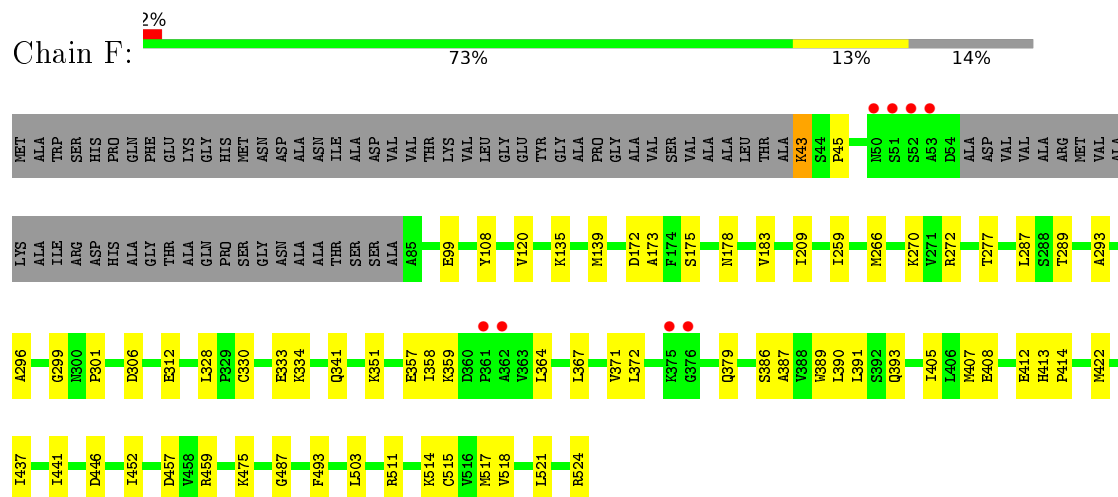 2%
Chain F:
73% 13% 14%
MET ALA TRP SER HIS PRO GLN PHE GLU LYS GLY HIS MET ASN ASP ALA ASN ILE ALA ASP VAL VAL THR LYS VAL LEU GLY GLU TYR GLY ALA PRO GLY ALA VAL SER VAL ALA ALA LEU THR ALA K43 S44 P45 N50 S51 S52 A53 D54 ALA ASP VAL VAL ALA ARG MET VAL ALA
LYS ALA ILE ARG ASP HIS ALA GLY THR ALA GLN PRO SER GLY ASN ALA ALA THR SER SER ALA A85 E99 Y108 V120 K135 M139 D172 A173 F174 S175 N178 V183 I209 I259 M266 K270 V271 R272 T277 L287 S288 T289 A293
A296 G299 N300 P301 D306 E312 L328 P329 C330 E333 K334 Q341 K351 E357 I358 K359 D360 P361 A362 V363 L364 L367 V371 L372 K375 G376 Q379 S386 A387 V388 W389 L390 L391 S392 Q393 I405 L406 M407 E408 E412 H413 P414 M422
I437 I441 D446 I452 D457 V458 R459 K475 G487 F493 L503 R511 K514 C515 V516 M517 V518 L521 R524